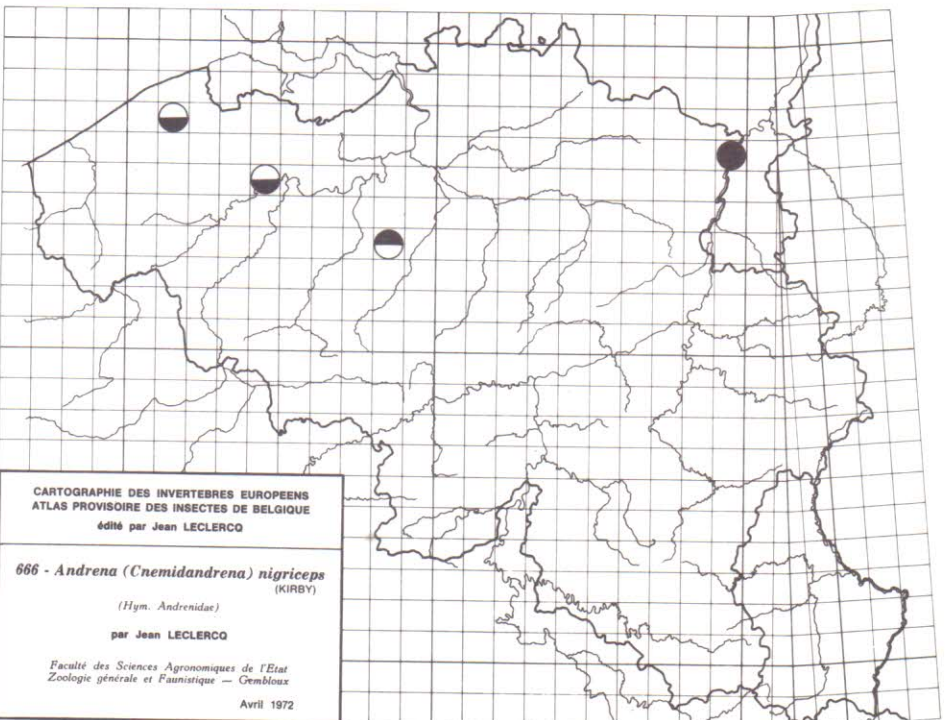 CARTOGRAPHIE DES INVERTEBRES EUROPEENS
ATLAS PROVISOIRE DES INSECTES DE BELGIQUE
édité par Jean LECLERCQ
666 - Andrena (Cnemidandrena) nigriceps
(KIRBY)
(Hym. Andrenidae)
par Jean LECLERCQ
Faculté des Sciences Agronomiques de l'Etat
Zoologie générale et Faunistique — Gembloux
Avril 1972